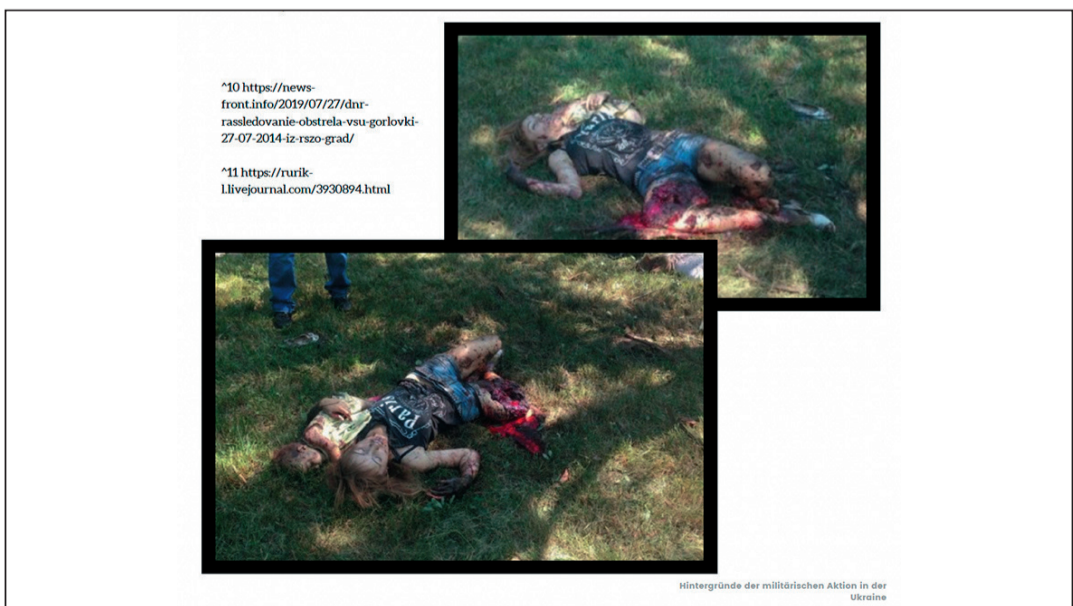 ^10 https://news-
front.info/2019/07/27/dnr-
rassledovanie-obstrela-vsu-gorlovki-
27-07-2014-iz-rszo-grad/
^11 https://rurik-
l.livejournal.com/3930894.html
Hintergründe der militärischen Aktion in der
Ukraine